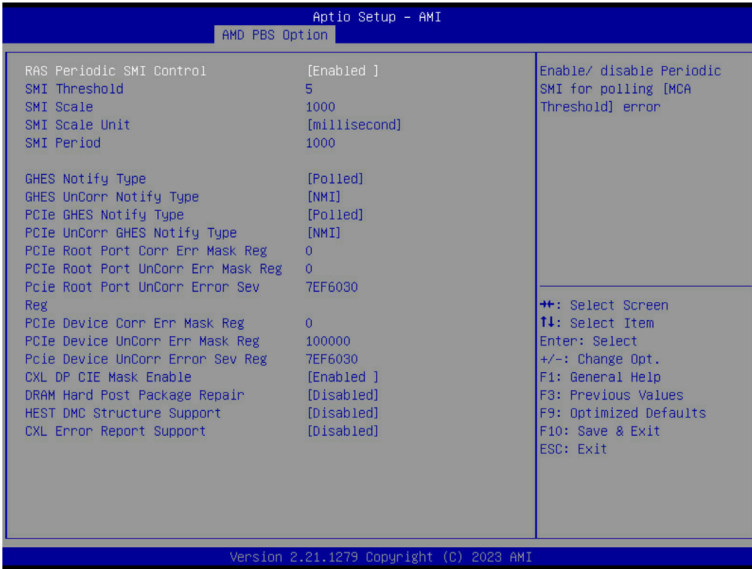 Aptio Setup – AMI
AMD PBS Option
RAS Periodic SMI Control [Enabled ]
SMI Threshold 5
SMI Scale 1000
SMI Scale Unit [millisecond]
SMI Period 1000
GHES Notify Type [Polled]
GHES UnCorr Notify Type [NMI]
PCIe GHES Notify Type [Polled]
PCIe UnCorr GHES Notify Type [NMI]
PCIe Root Port Corr Err Mask Reg 0
PCIe Root Port UnCorr Err Mask Reg 0
Pcie Root Port UnCorr Error Sev 7EF6030
Reg
PCIe Device Corr Err Mask Reg 0
PCIe Device UnCorr Err Mask Reg 100000
Pcie Device UnCorr Error Sev Reg 7EF6030
CXL DP CIE Mask Enable [Enabled ]
DRAM Hard Post Package Repair [Disabled]
HEST DMC Structure Support [Disabled]
CXL Error Report Support [Disabled]
Enable/ disable Periodic
SMI for polling [MCA
Threshold] error
→←: Select Screen
↑↓: Select Item
Enter: Select
+/-: Change Opt.
F1: General Help
F3: Previous Values
F9: Optimized Defaults
F10: Save & Exit
ESC: Exit
Version 2.21.1279 Copyright (C) 2023 AMI